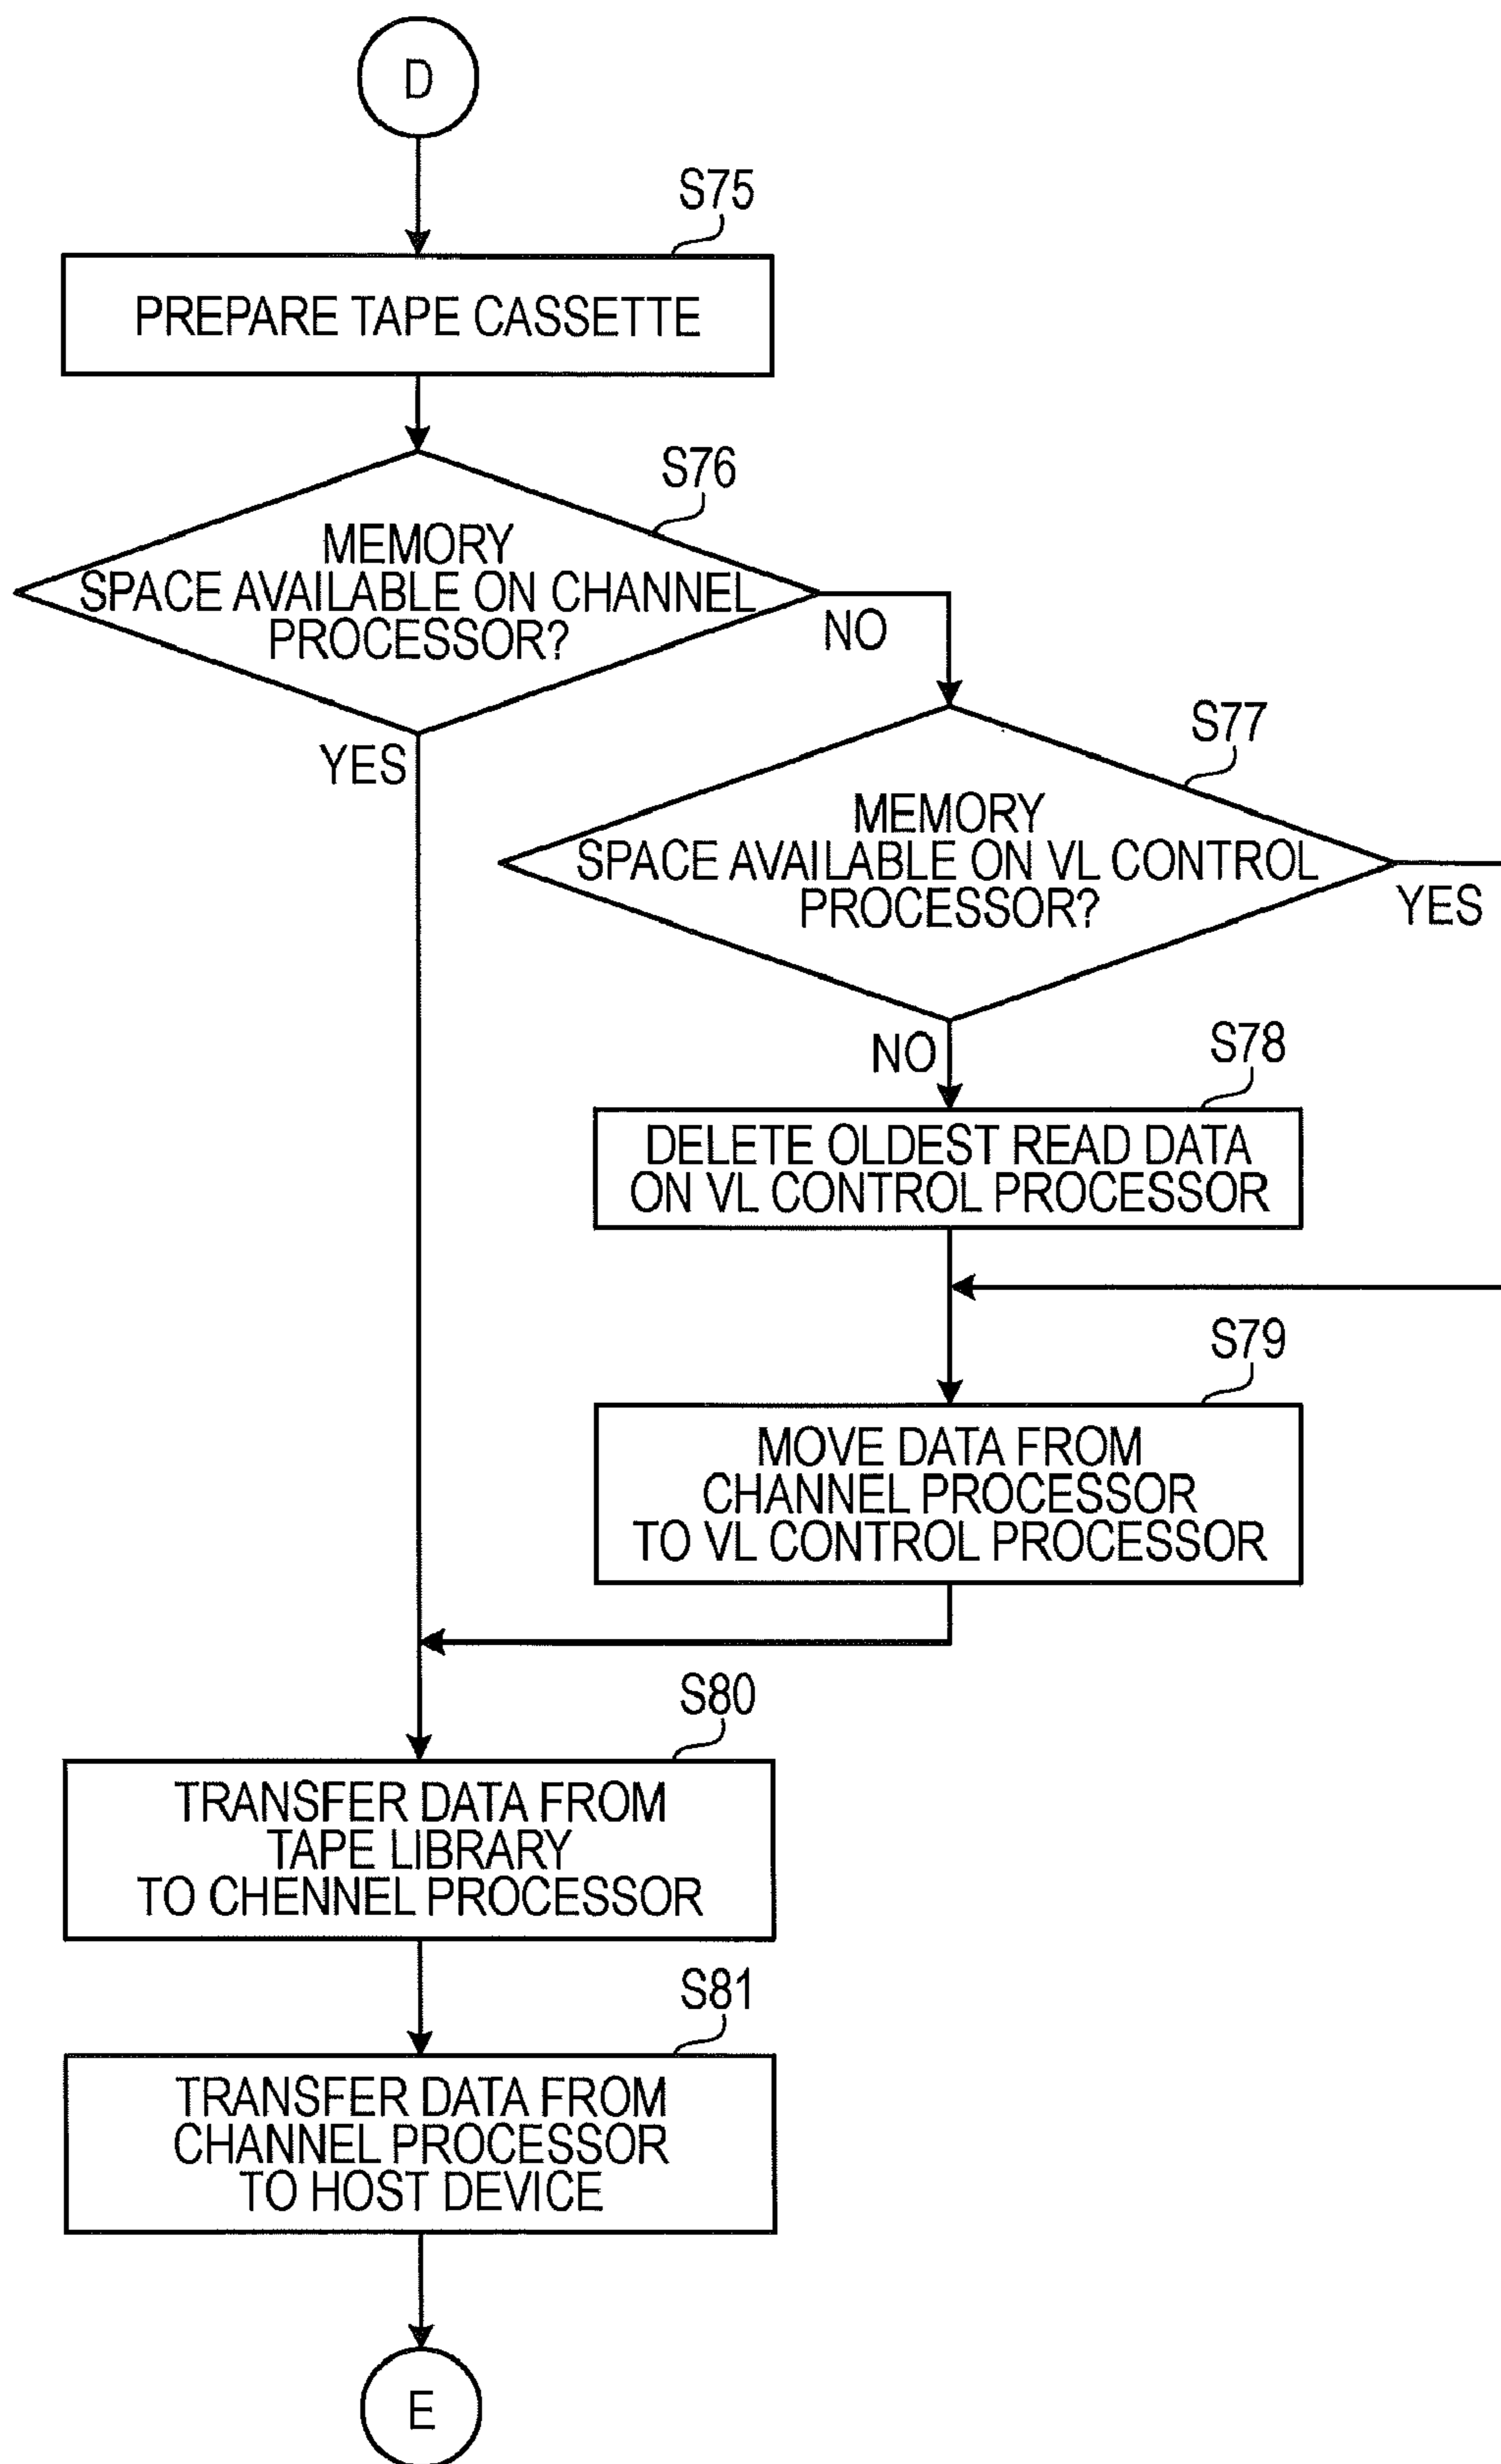 D
S75
PREPARE TAPE CASSETTE
S76
MEMORY
SPACE AVAILABLE ON CHANNEL
PROCESSOR?
NO
YES
S77
MEMORY
SPACE AVAILABLE ON VL CONTROL
PROCESSOR?
YES
NO
S78
DELETE OLDEST READ DATA
ON VL CONTROL PROCESSOR
S79
MOVE DATA FROM
CHANNEL PROCESSOR
TO VL CONTROL PROCESSOR
S80
TRANSFER DATA FROM
TAPE LIBRARY
TO CHENNEL PROCESSOR
S81
TRANSFER DATA FROM
CHANNEL PROCESSOR
TO HOST DEVICE
E